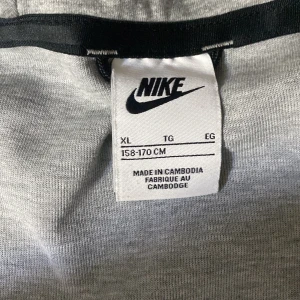 NIKE
XL TG EG
158-170 CM
MADE IN CAMBODIA
FABRIQUE AU
CAMBODGE